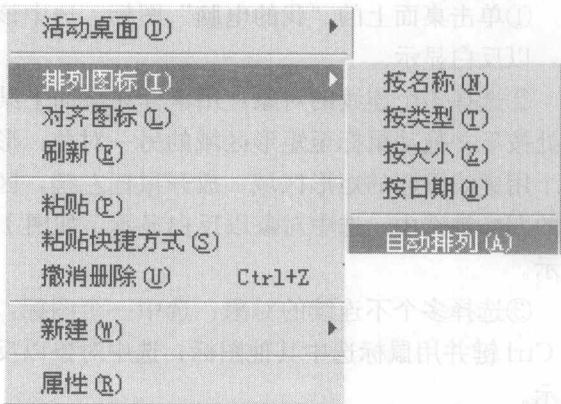 活动桌面(D)
排列图标(I)
对齐图标(L)
刷新(E)
粘贴(P)
粘贴快捷方式(S)
撤消删除(U) Ctrl+Z
新建(W)
属性(R)
按名称(N)
按类型(T)
按大小(Z)
按日期(D)
自动排列(A)